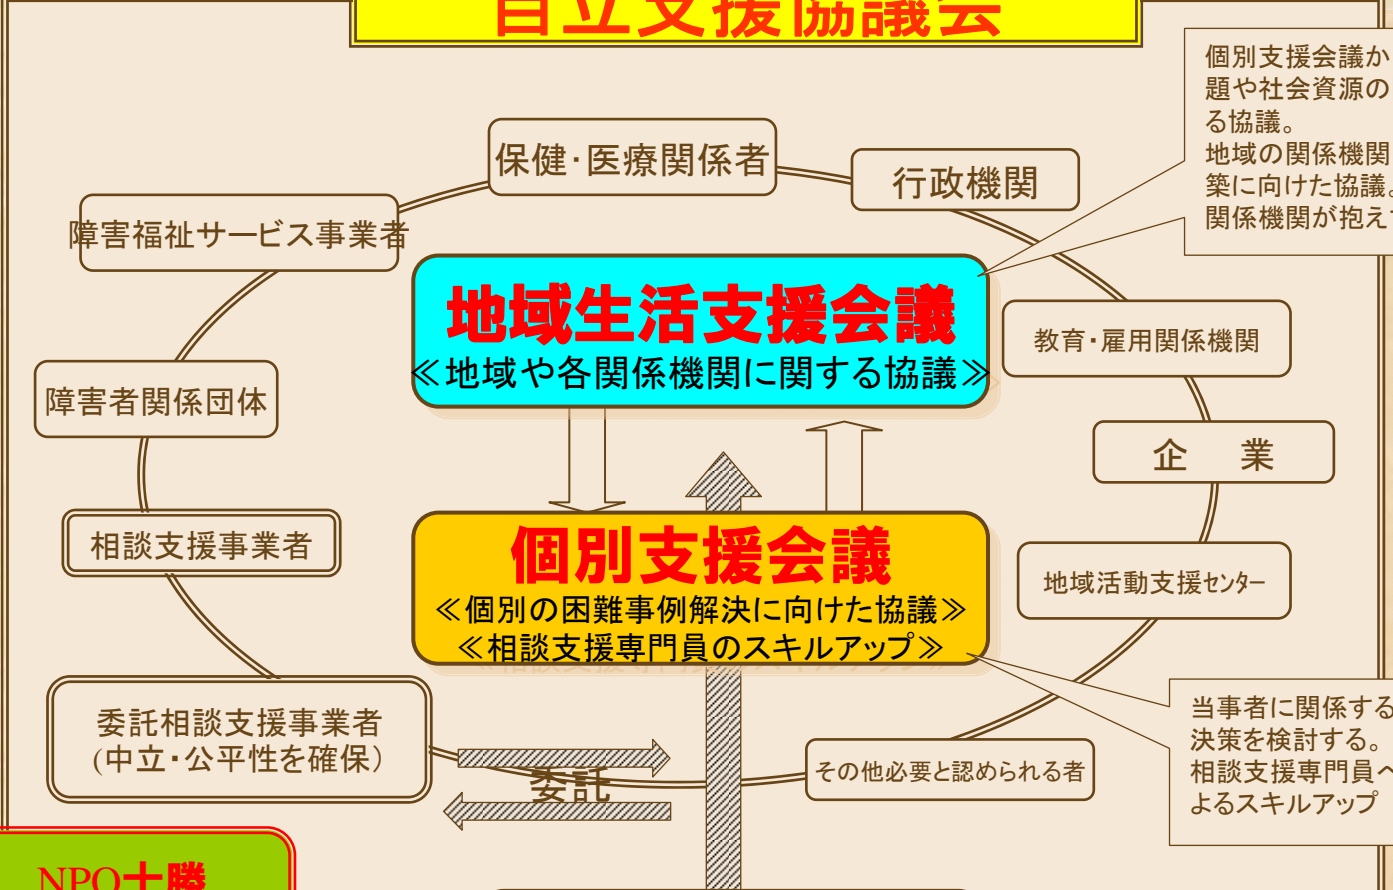 自立支援協議会
個別支援会議か
題や社会資源の
る協議。
地域の関係機関
築に向けた協議。
関係機関が抱え
保健・医療関係者
行政機関
障害福祉サービス事業者
地域生活支援会議
≪地域や各関係機関に関する協議≫
教育・雇用関係機関
障害者関係団体
企　業
相談支援事業者
個別支援会議
≪個別の困難事例解決に向けた協議≫
≪相談支援専門員のスキルアップ≫
地域活動支援センター
委託相談支援事業者
(中立・公平性を確保)
委託
その他必要と認められる者
当事者に関係する
決策を検討する。
相談支援専門員へ
よるスキルアップ
NPO十勝